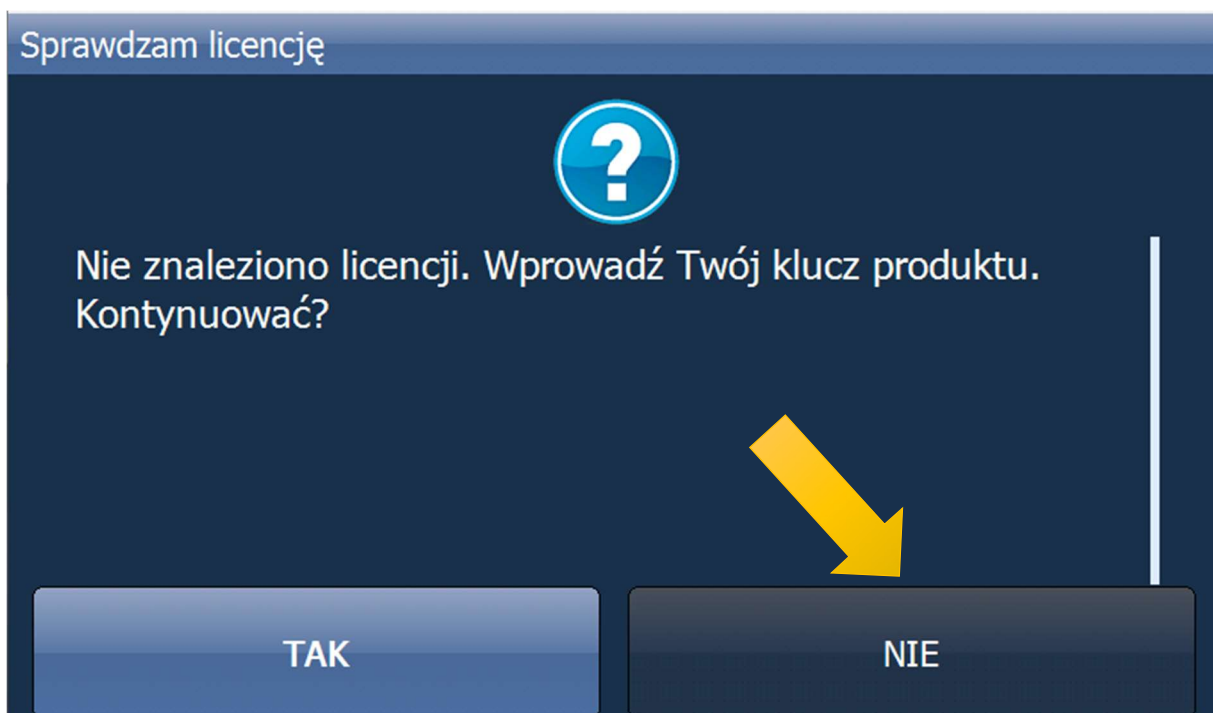 Sprawdzam licencję
?
Nie znaleziono licencji. Wprowadź Twój klucz produktu.
Kontynuować?
TAK
NIE